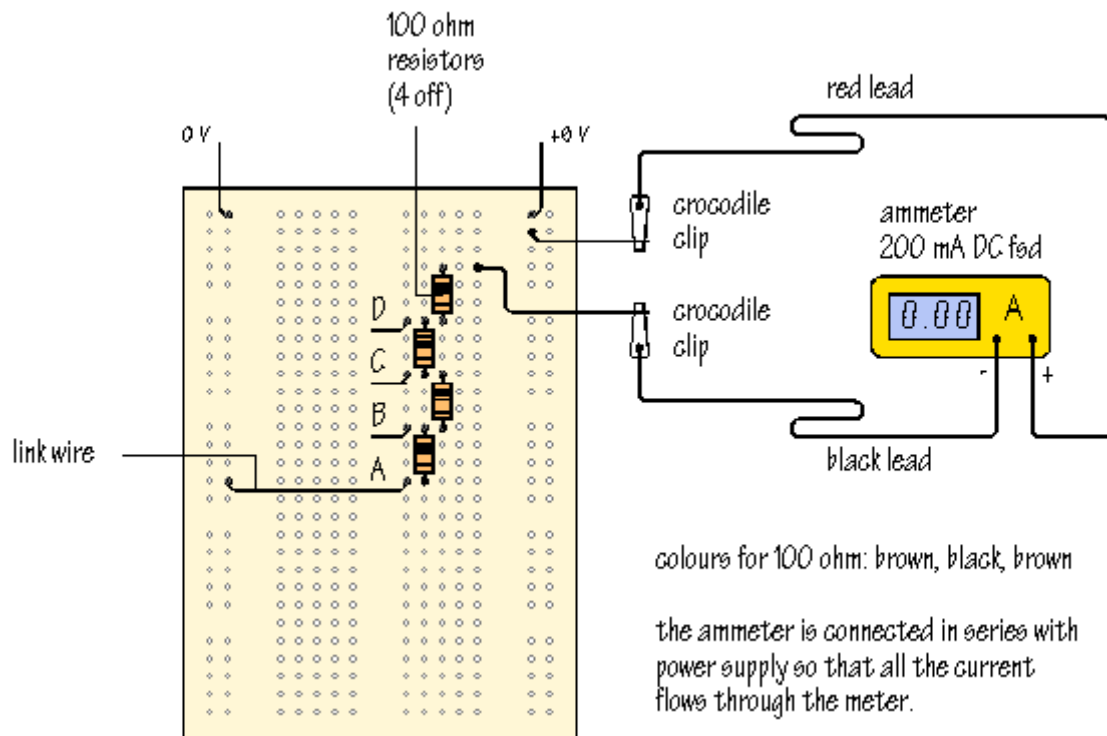 100 ohm
resistors
(4 off)
0 V
+0 V
red lead
crocodile
clip
ammeter
200 mA DC fsd
0.00 A
- +
crocodile
clip
D
C
B
A
link wire
black lead
colours for 100 ohm: brown, black, brown
the ammeter is connected in series with
power supply so that all the current
flows through the meter.